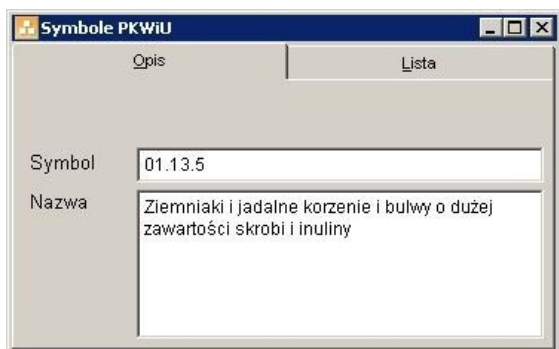 Symbole PKWiU
Opis Lista
Symbol 01.13.5
Nazwa Ziemniaki i jadalne korzenie i bulwy o dużej
zawartości skrobi i inuliny